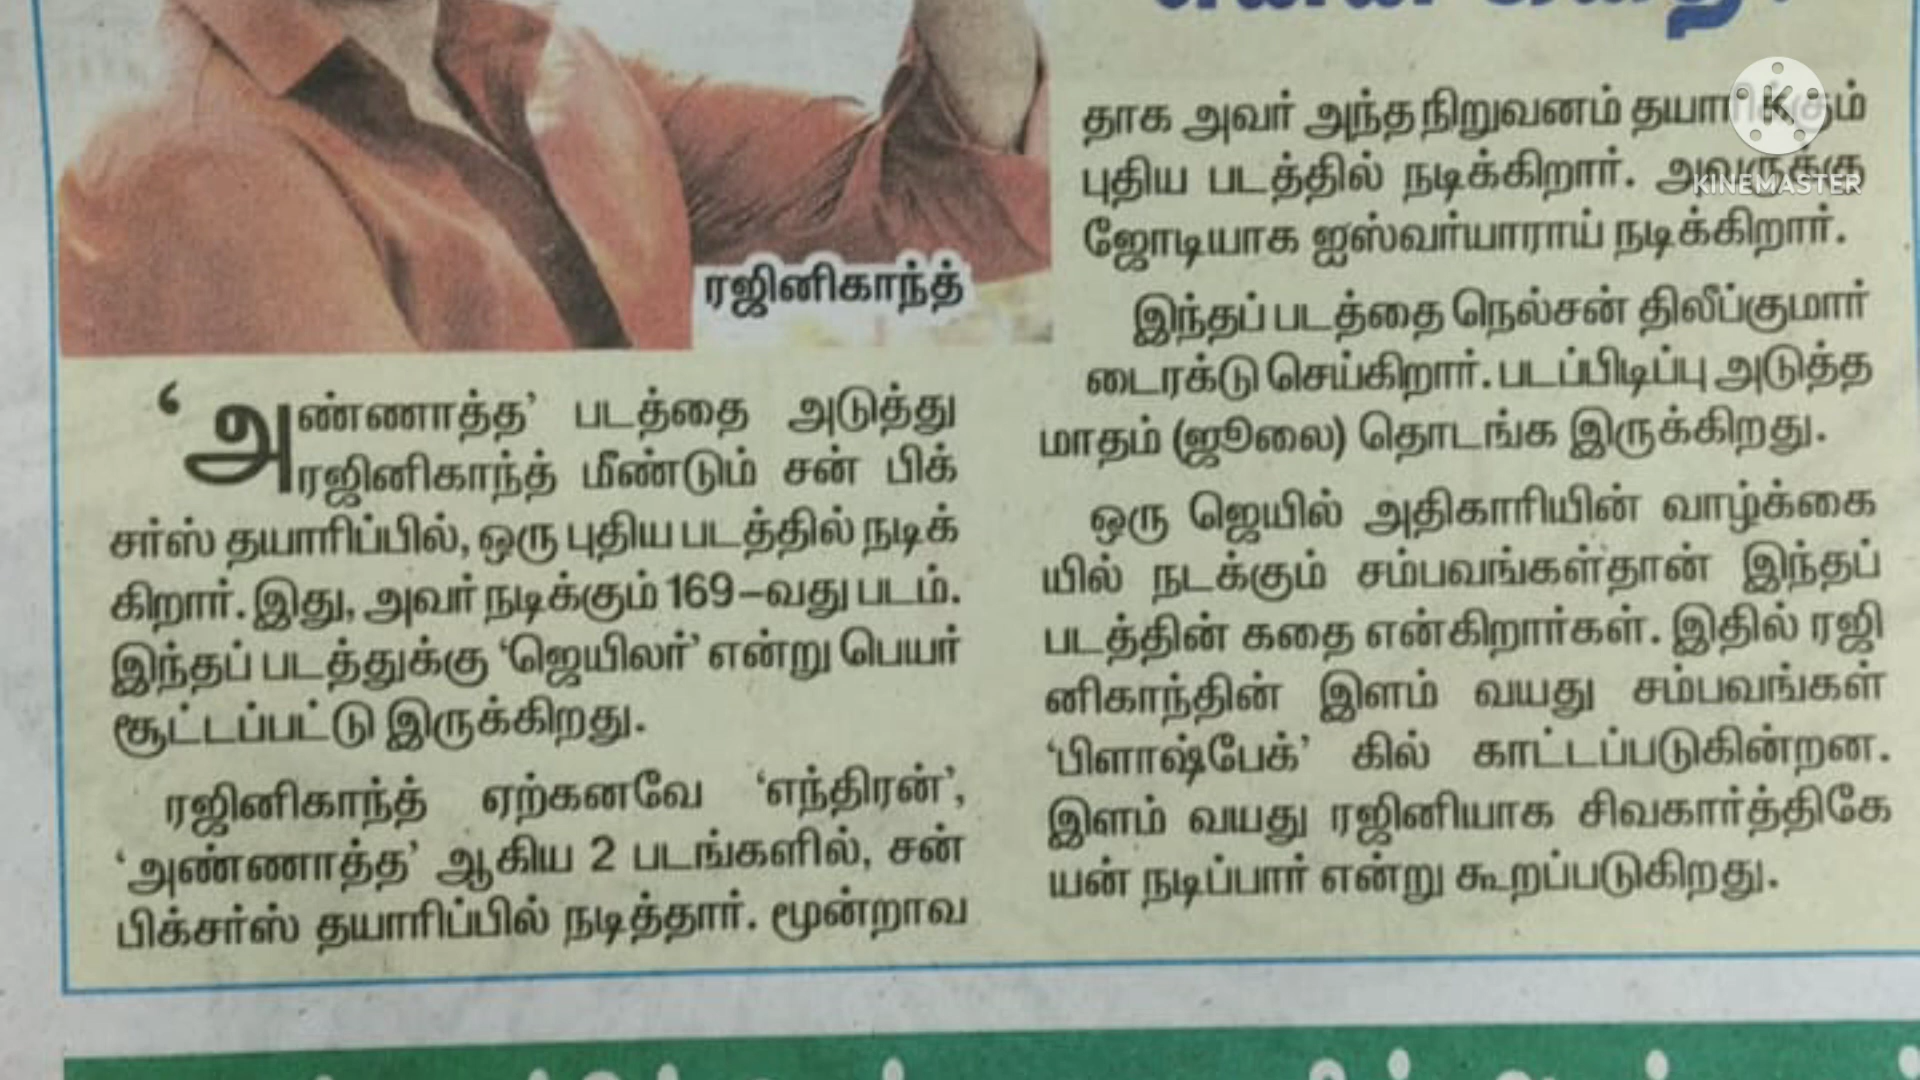 ரஜினிகாந்த்
‘அண்ணாத்த’ படத்தை அடுத்து
ரஜினிகாந்த் மீண்டும் சன் பிக்
சர்ஸ் தயாரிப்பில், ஒரு புதிய படத்தில் நடிக்
கிறார். இது, அவர் நடிக்கும் 169–வது படம்.
இந்தப் படத்துக்கு ‘ஜெயிலர்’ என்று பெயர்
சூட்டப்பட்டு இருக்கிறது.
ரஜினிகாந்த் ஏற்கனவே ‘எந்திரன்’,
‘அண்ணாத்த’ ஆகிய 2 படங்களில், சன்
பிக்சர்ஸ் தயாரிப்பில் நடித்தார். மூன்றாவ
தாக அவர் அந்த நிறுவனம் தயாரிக்கும்
புதிய படத்தில் நடிக்கிறார். அவருக்கு
ஜோடியாக ஐஸ்வர்யாராய் நடிக்கிறார்.
இந்தப் படத்தை நெல்சன் திலீப்குமார்
டைரக்டு செய்கிறார். படப்பிடிப்பு அடுத்த
மாதம் (ஜூலை) தொடங்க இருக்கிறது.
ஒரு ஜெயில் அதிகாரியின் வாழ்க்கை
யில் நடக்கும் சம்பவங்கள்தான் இந்தப்
படத்தின் கதை என்கிறார்கள். இதில் ரஜி
னிகாந்தின் இளம் வயது சம்பவங்கள்
‘பிளாஷ்பேக்’ கில் காட்டப்படுகின்றன.
இளம் வயது ரஜினியாக சிவகார்த்திகே
யன் நடிப்பார் என்று கூறப்படுகிறது.
K
KINEMASTER